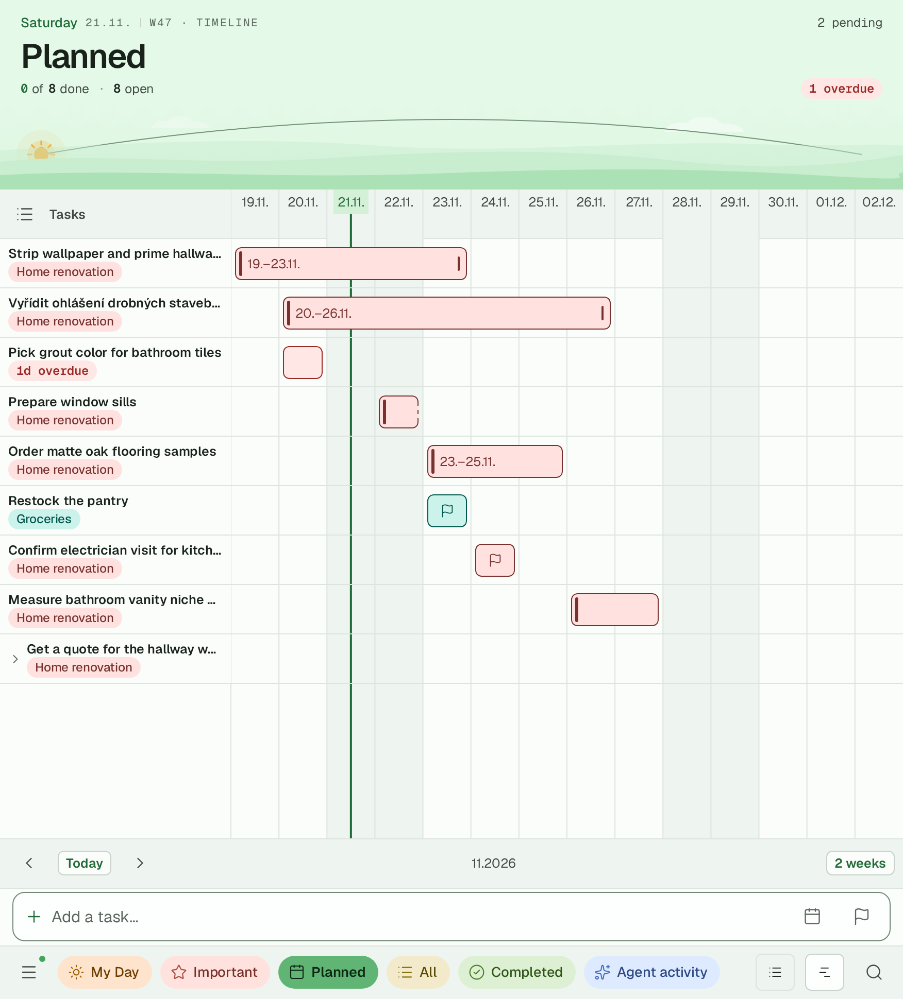 Saturday 21.11. W47 · TIMELINE
2 pending
Planned
0 of 8 done · 8 open
1 overdue
Tasks
19.11. 20.11. 21.11. 22.11. 23.11. 24.11. 25.11. 26.11. 27.11. 28.11. 29.11. 30.11. 01.12. 02.12.
Strip wallpaper and prime hallwa…
Home renovation
19.–23.11.
Vyřídit ohlášení drobných staveb…
Home renovation
20.–26.11.
Pick grout color for bathroom tiles
1d overdue
Prepare window sills
Home renovation
Order matte oak flooring samples
Home renovation
23.–25.11.
Restock the pantry
Groceries
Confirm electrician visit for kitch…
Home renovation
Measure bathroom vanity niche …
Home renovation
Get a quote for the hallway w…
Home renovation
Today
11.2026
2 weeks
Add a task…
My Day
Important
Planned
All
Completed
Agent activity